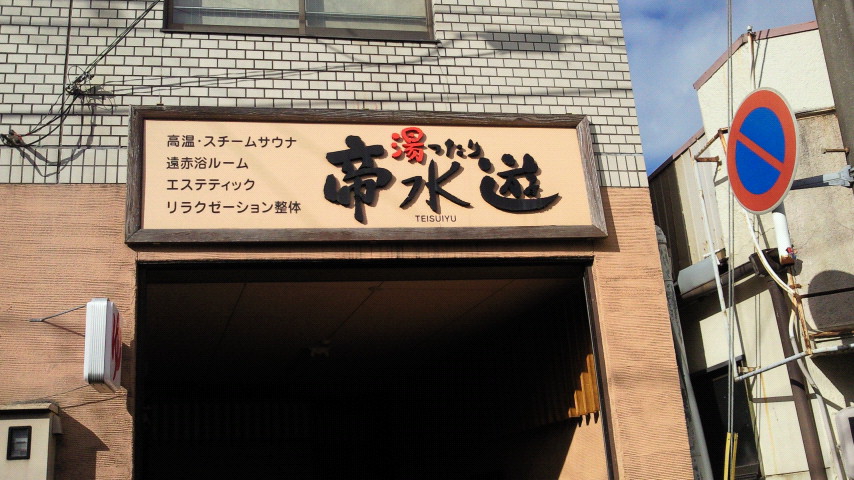 高温・スチームサウナ
遠赤浴ルーム
エステティック
リラクゼーション整体
湯ったり
帝水遊
TEISUIYU